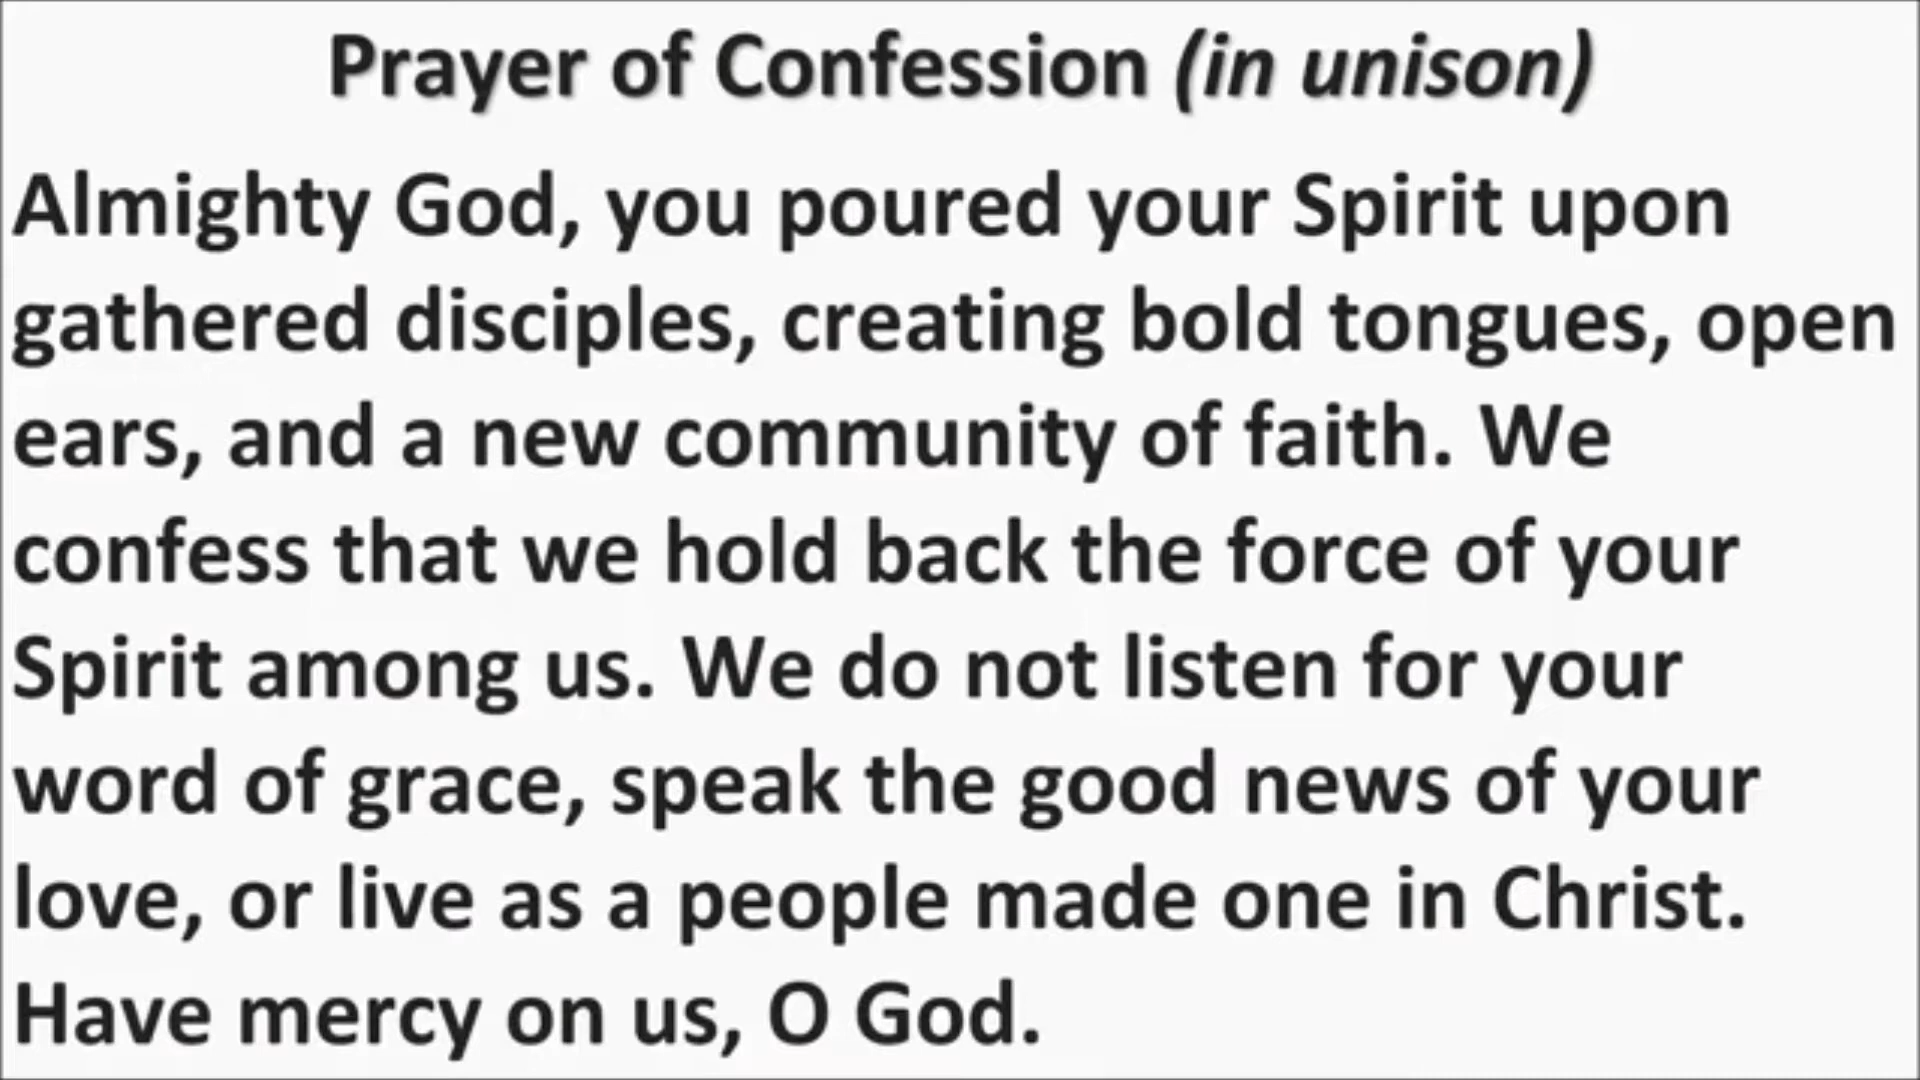 Prayer of Confession (in unison)
Almighty God, you poured your Spirit upon
gathered disciples, creating bold tongues, open
ears, and a new community of faith. We
confess that we hold back the force of your
Spirit among us. We do not listen for your
word of grace, speak the good news of your
love, or live as a people made one in Christ.
Have mercy on us, O God.